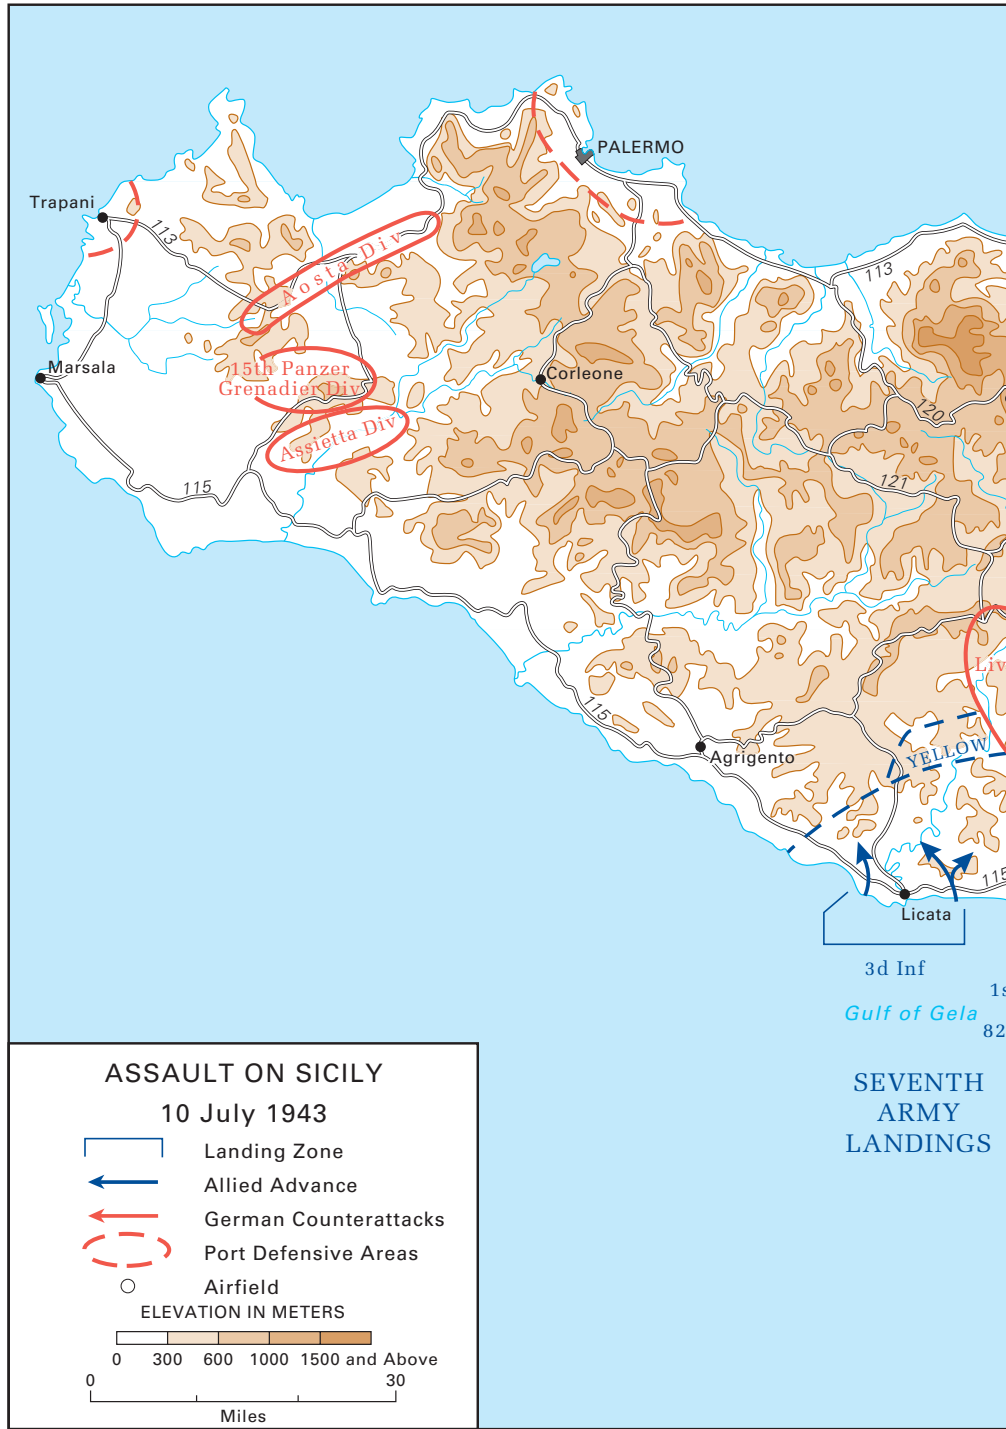 PALERMO
Trapani
113
Aosta Div
113
Marsala
15th Panzer
Grenadier Div
Corleone
120
Assietta Div
121
115
Liv
115
YELLOW
Agrigento
115
Licata
3d Inf
1s
Gulf of Gela
82
SEVENTH
ARMY
LANDINGS
ASSAULT ON SICILY
10 July 1943
Landing Zone
Allied Advance
German Counterattacks
Port Defensive Areas
Airfield
ELEVATION IN METERS
0 300 600 1000 1500 and Above
0 30
Miles